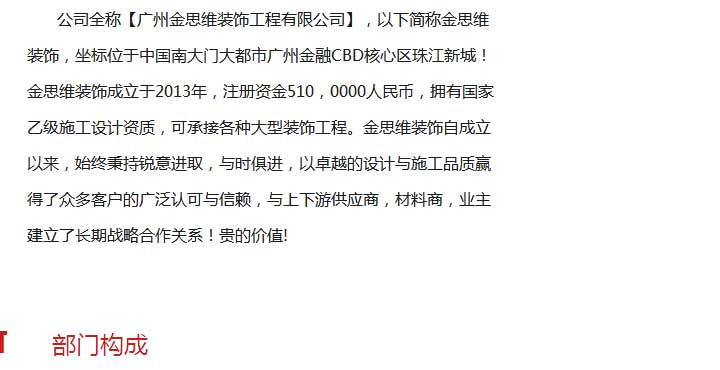 公司全称【广州金思维装饰工程有限公司】，以下简称金思维
装饰，坐标位于中国南大门大都市广州金融CBD核心区珠江新城！
金思维装饰成立于2013年，注册资金510，0000人民币，拥有国家
乙级施工设计资质，可承接各种大型装饰工程。金思维装饰自成立
以来，始终秉持锐意进取，与时俱进，以卓越的设计与施工品质赢
得了众多客户的广泛认可与信赖，与上下游供应商，材料商，业主
建立了长期战略合作关系！贵的价值!
部门构成